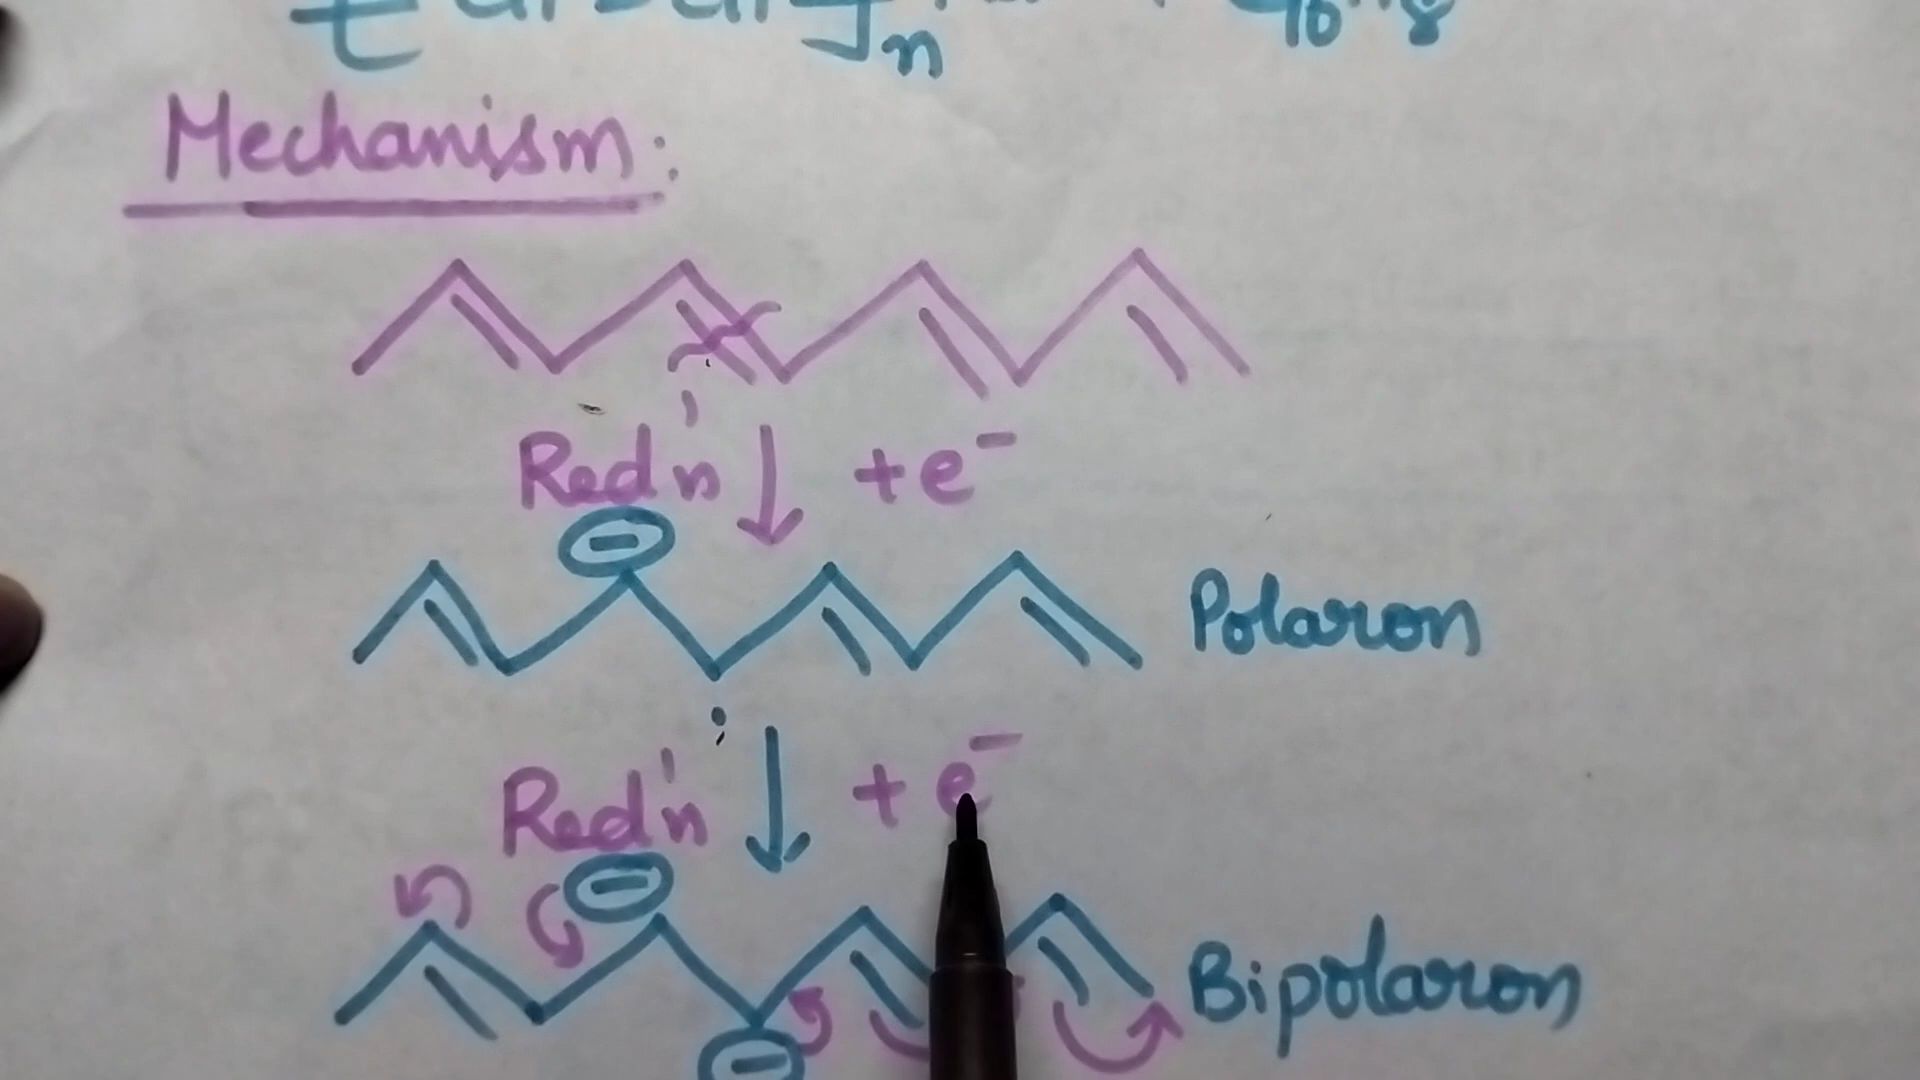 Mechanism:
Red'n + e⁻
⊖
Polaron
Red'n + e⁻
⊖
Bipolaron
⊖